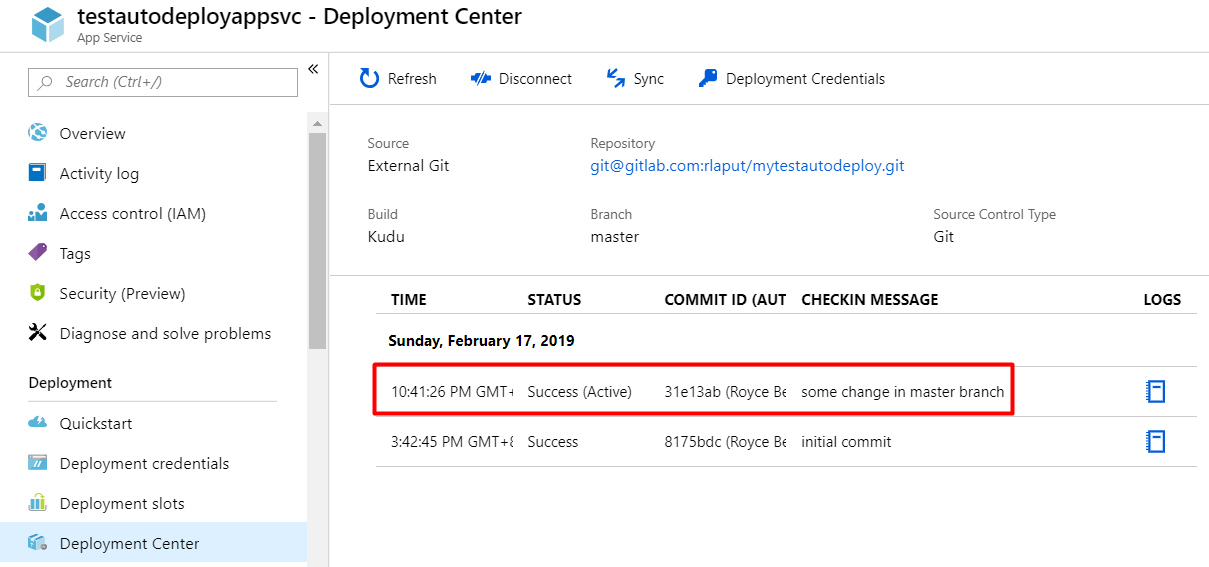 testautodeployappsvc - Deployment Center
App Service
Search (Ctrl+/)
«
Overview
Activity log
Access control (IAM)
Tags
Security (Preview)
Diagnose and solve problems
Deployment
Quickstart
Deployment credentials
Deployment slots
Deployment Center
Refresh Disconnect Sync Deployment Credentials
Source Repository
External Git git@gitlab.com:rlaput/mytestautodeploy.git
Build Branch Source Control Type
Kudu master Git
TIME STATUS COMMIT ID (AUT CHECKIN MESSAGE LOGS
Sunday, February 17, 2019
10:41:26 PM GMT+ Success (Active) 31e13ab (Royce Be some change in master branch
3:42:45 PM GMT+8 Success 8175bdc (Royce Be initial commit